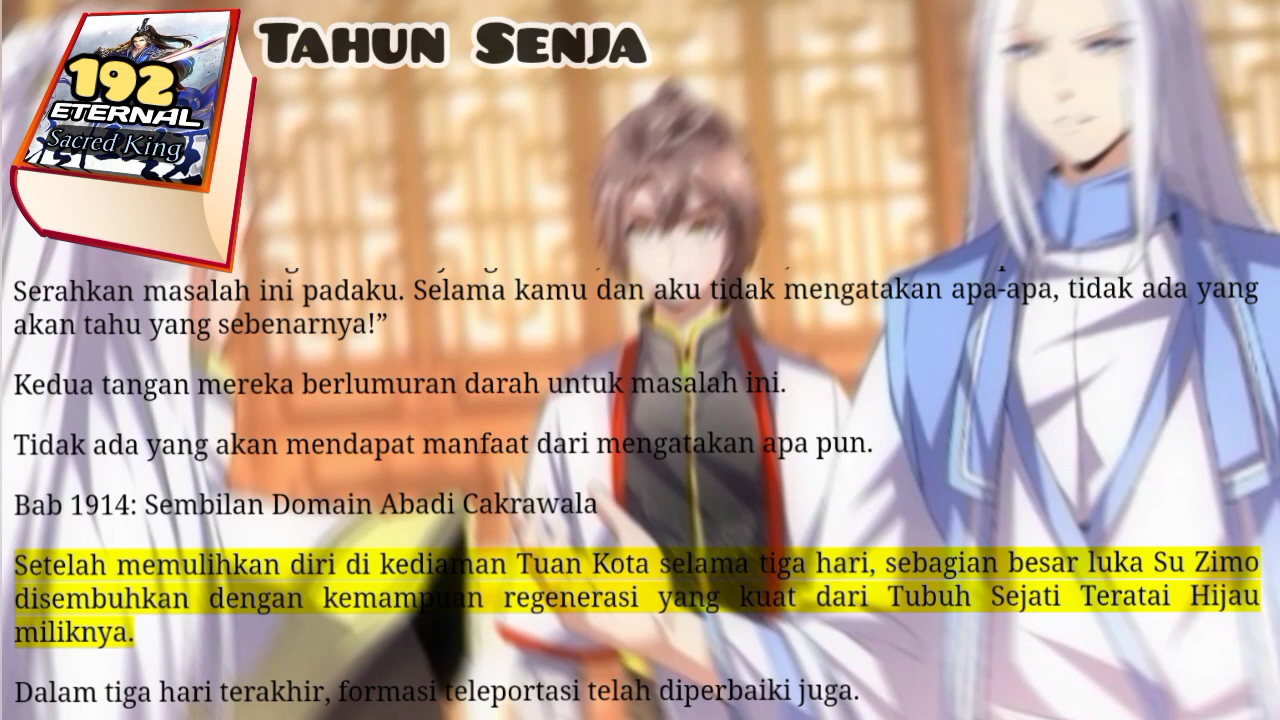 192
ETERNAL
Sacred King
TAHUN SENJA
Serahkan masalah ini padaku. Selama kamu dan aku tidak mengatakan apa-apa, tidak ada yang
akan tahu yang sebenarnya!”
Kedua tangan mereka berlumuran darah untuk masalah ini.
Tidak ada yang akan mendapat manfaat dari mengatakan apa pun.
Bab 1914: Sembilan Domain Abadi Cakrawala
Setelah memulihkan diri di kediaman Tuan Kota selama tiga hari, sebagian besar luka Su Zimo
disembuhkan dengan kemampuan regenerasi yang kuat dari Tubuh Sejati Teratai Hijau
miliknya.
Dalam tiga hari terakhir, formasi teleportasi telah diperbaiki juga.